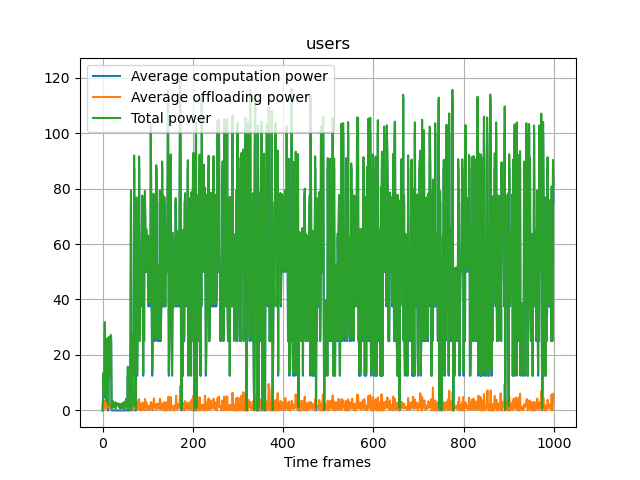 users
Average computation power
Average offloading power
Total power
120
100
80
60
40
20
0
0 200 400 600 800 1000
Time frames